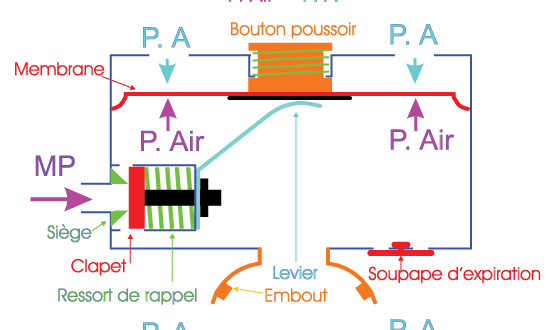 Bouton poussoir
P. A
P. A
Membrane
P. Air
P. Air
MP
Siège
Clapet
Levier
Soupape d'expiration
Ressort de rappel
Embout